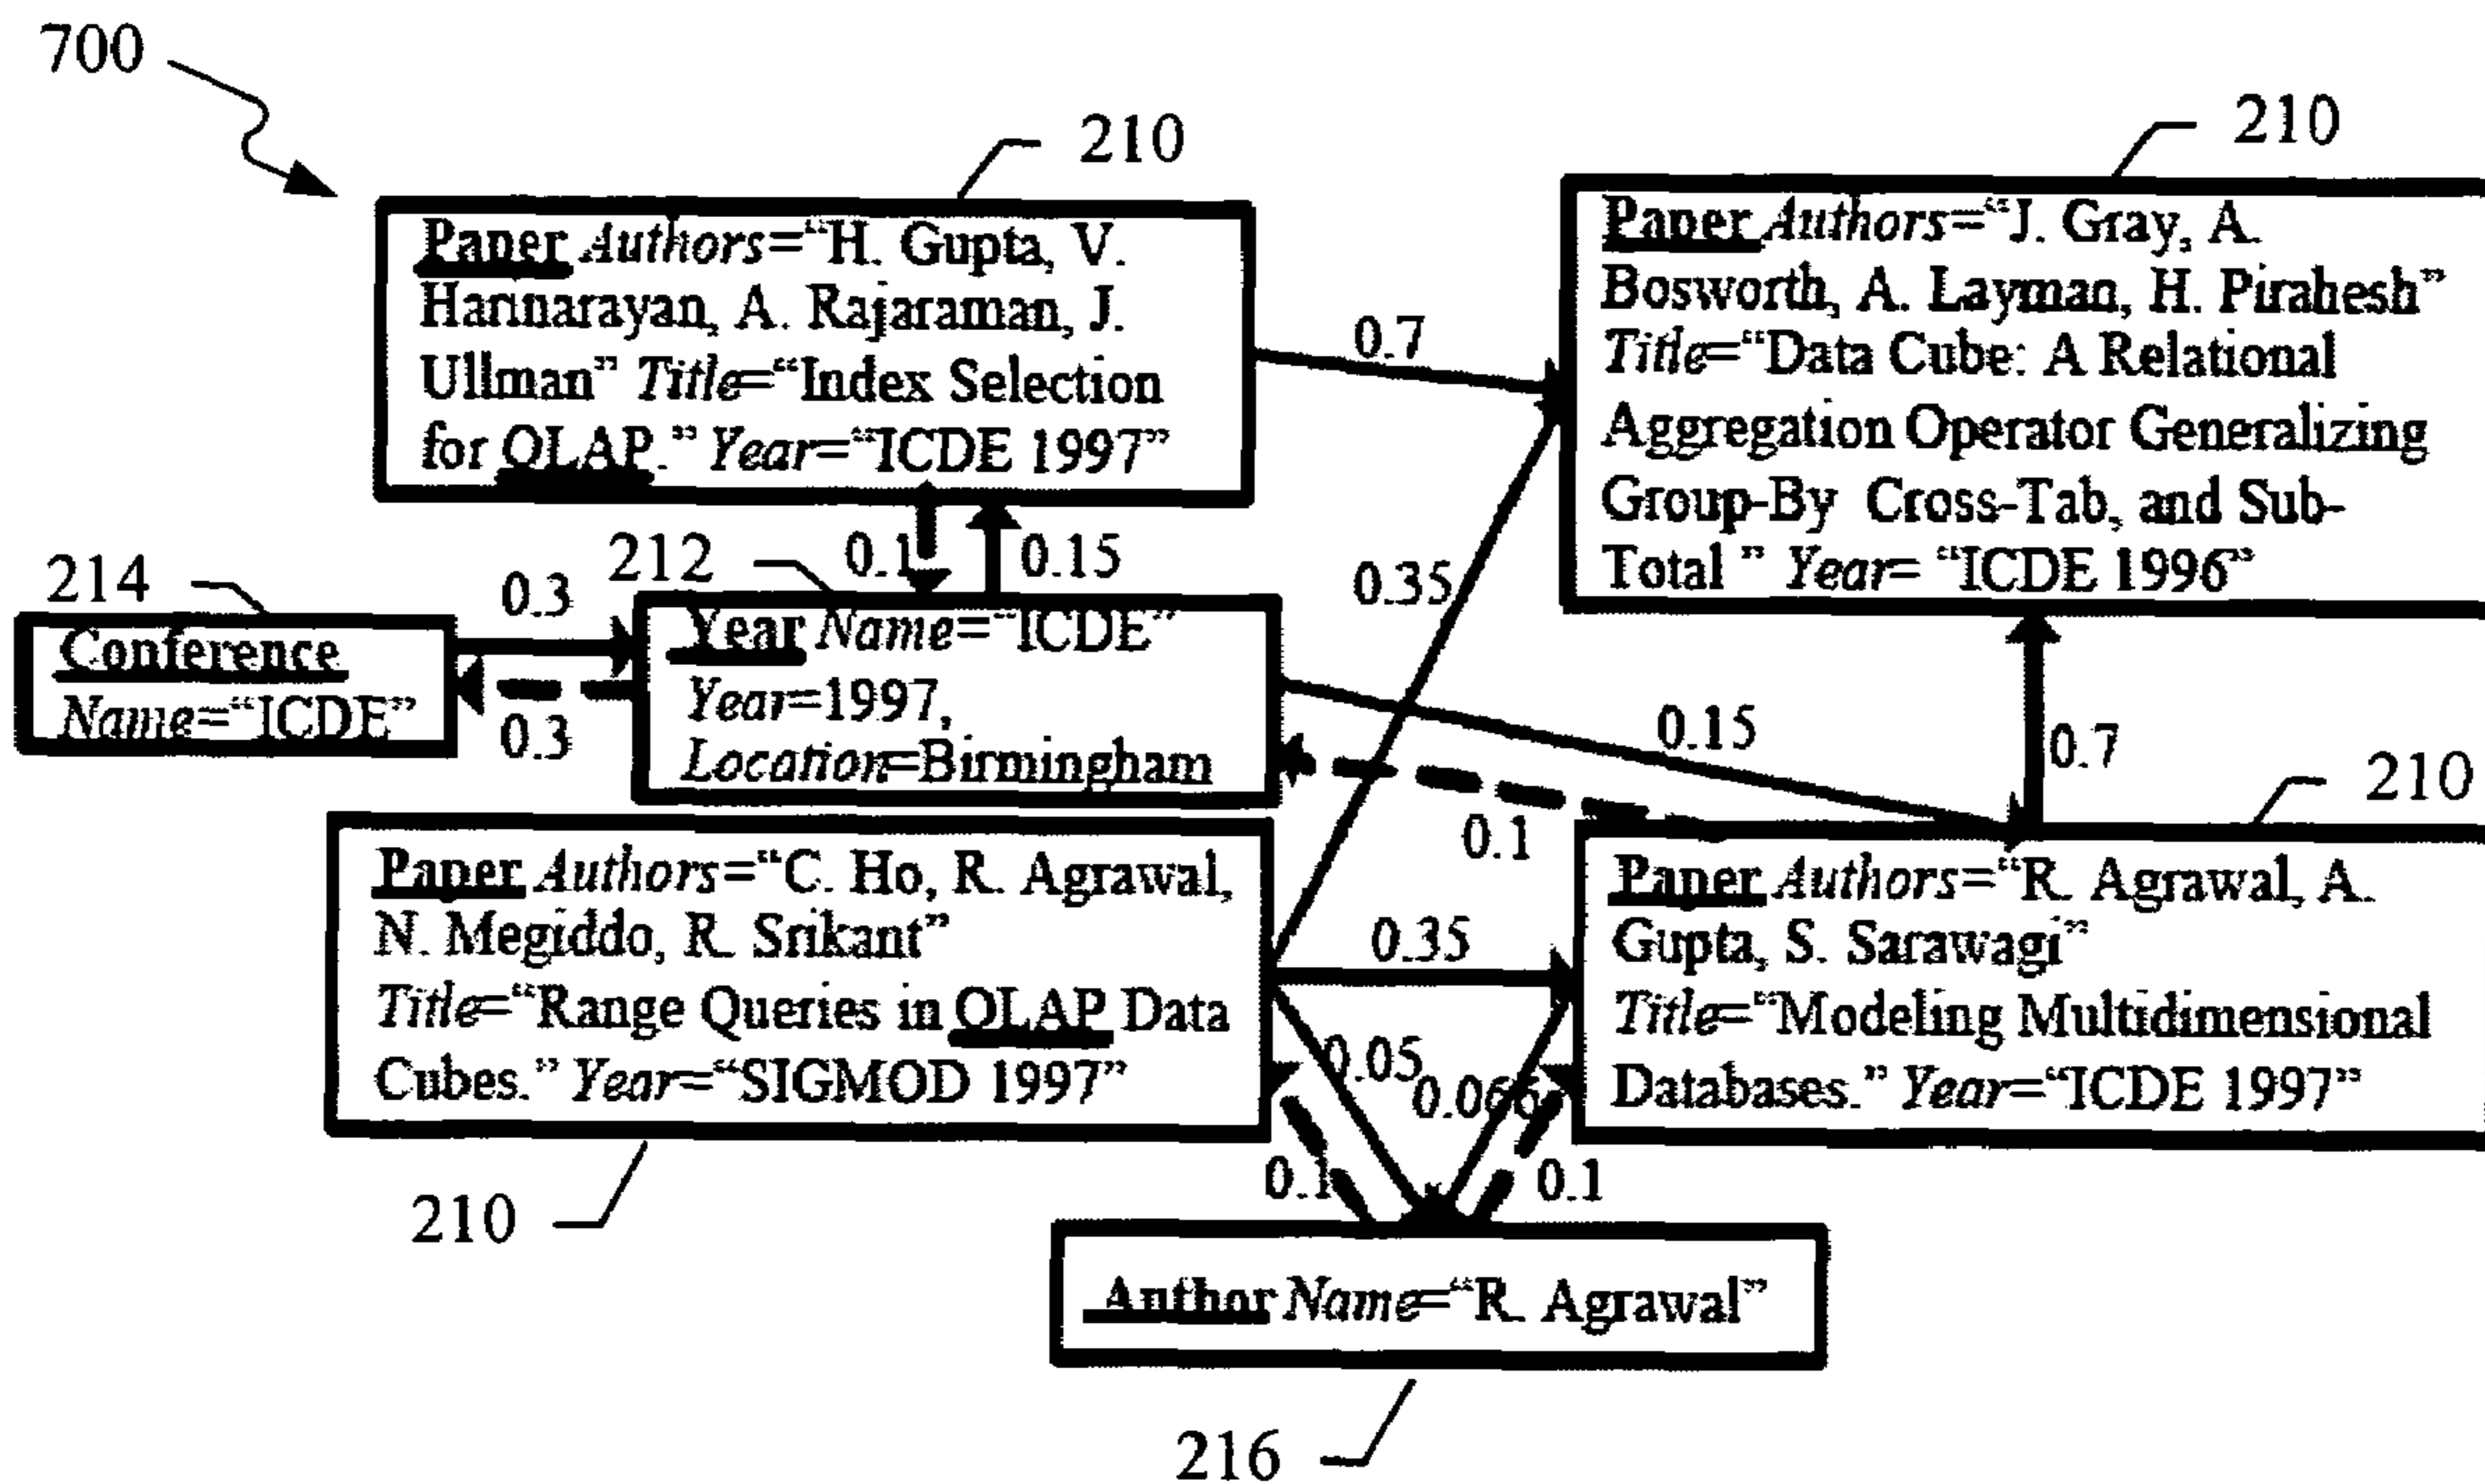 700
210
210
Paper Authors="H. Gupta, V.
Harinarayan, A. Rajaraman, J.
Ullman" Title="Index Selection
for OLAP." Year="ICDE 1997"
Paper Authors="J. Gray, A.
Bosworth, A. Layman, H. Pirahesh"
Title="Data Cube: A Relational
Aggregation Operator Generalizing
Group-By Cross-Tab, and Sub-
Total " Year= "ICDE 1996"
0.7
0.35
214
0.3
212
0.1
0.15
Conference
Name="ICDE"
0.3
Year Name="ICDE"
Year=1997,
Location=Birmingham
0.15
0.1
0.7
210
Paper Authors="C. Ho, R. Agrawal,
N. Megiddo, R. Srikant"
Title="Range Queries in OLAP Data
Cubes." Year="SIGMOD 1997"
0.35
Paper Authors="R. Agrawal, A.
Gupta, S. Sarawagi"
Title="Modeling Multidimensional
Databases." Year="ICDE 1997"
0.05
0.066
0.1
0.1
210
Author Name="R. Agrawal"
216